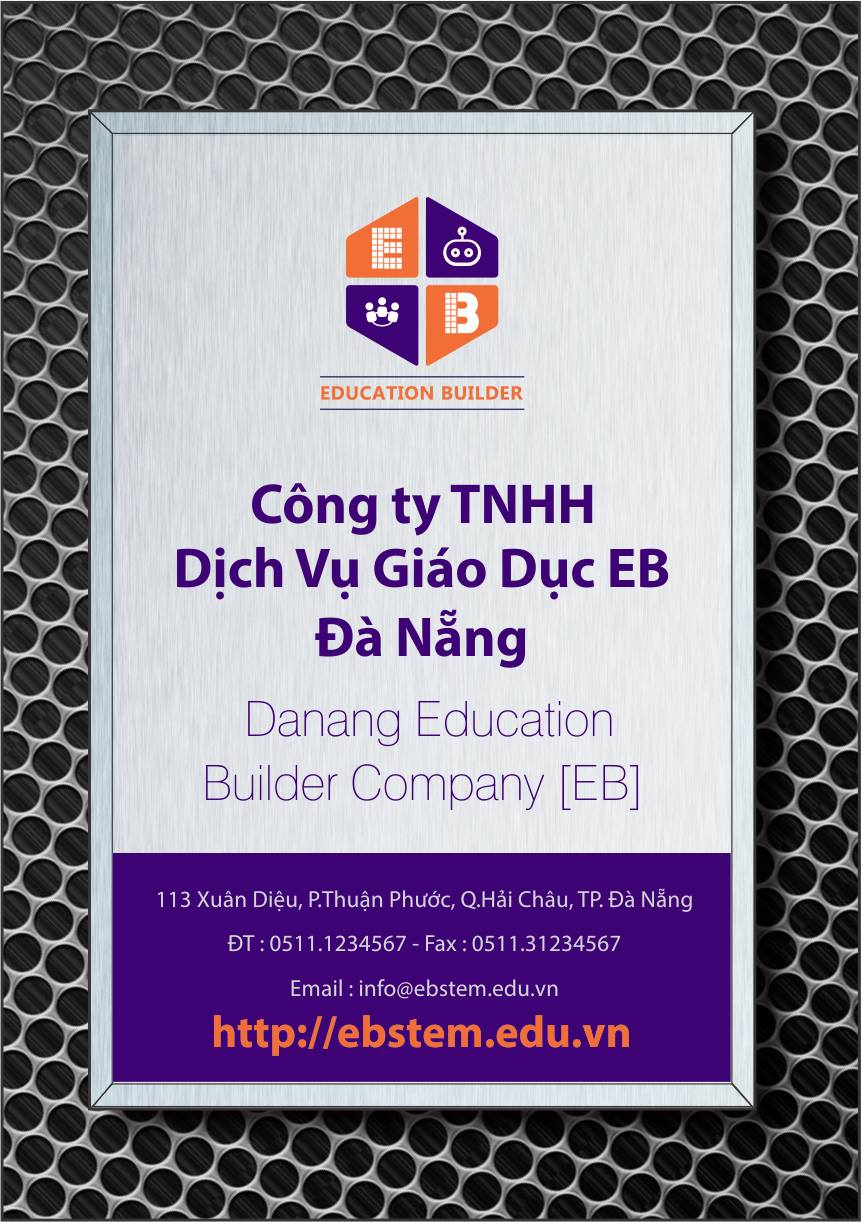 E
B
EDUCATION BUILDER
Công ty TNHH
Dịch Vụ Giáo Dục EB
Đà Nẵng
Danang Education
Builder Company [EB]
113 Xuân Diệu, P.Thuận Phước, Q.Hải Châu, TP. Đà Nẵng
ĐT : 0511.1234567 - Fax : 0511.31234567
Email : info@ebstem.edu.vn
http://ebstem.edu.vn